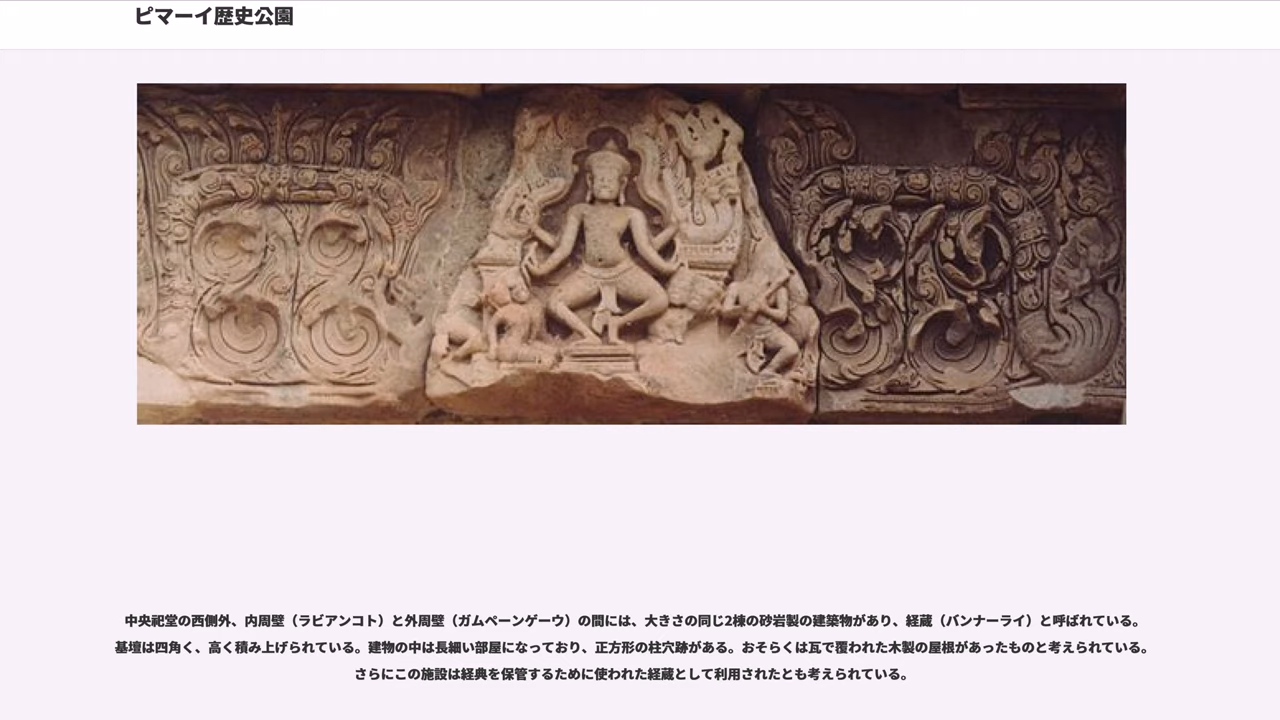 ピマーイ歴史公園
中央祀堂の西側外、内周壁（ラビアンコト）と外周壁（ガムペーンゲーウ）の間には、大きさの同じ2棟の砂岩製の建築物があり、経蔵（バンナーライ）と呼ばれている。
基壇は四角く、高く積み上げられている。建物の中は長細い部屋になっており、正方形の柱穴跡がある。おそらくは瓦で覆われた木製の屋根があったものと考えられている。
さらにこの施設は経典を保管するために使われた経蔵として利用されたとも考えられている。